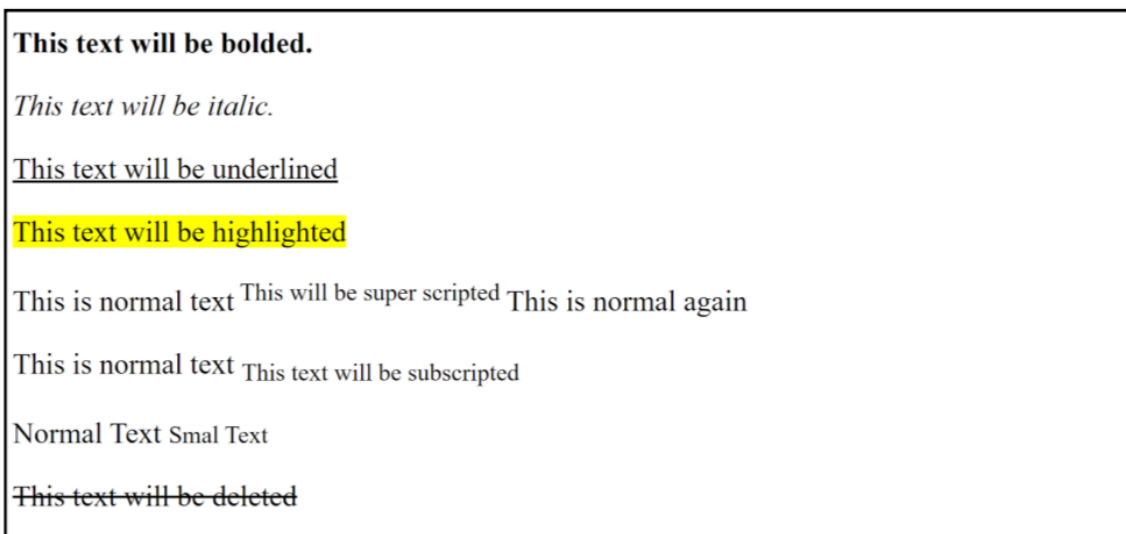 This text will be bolded.
This text will be italic.
This text will be underlined
This text will be highlighted
This is normal text This will be super scripted This is normal again
This is normal text This text will be subscripted
Normal Text Smal Text
This text will be deleted